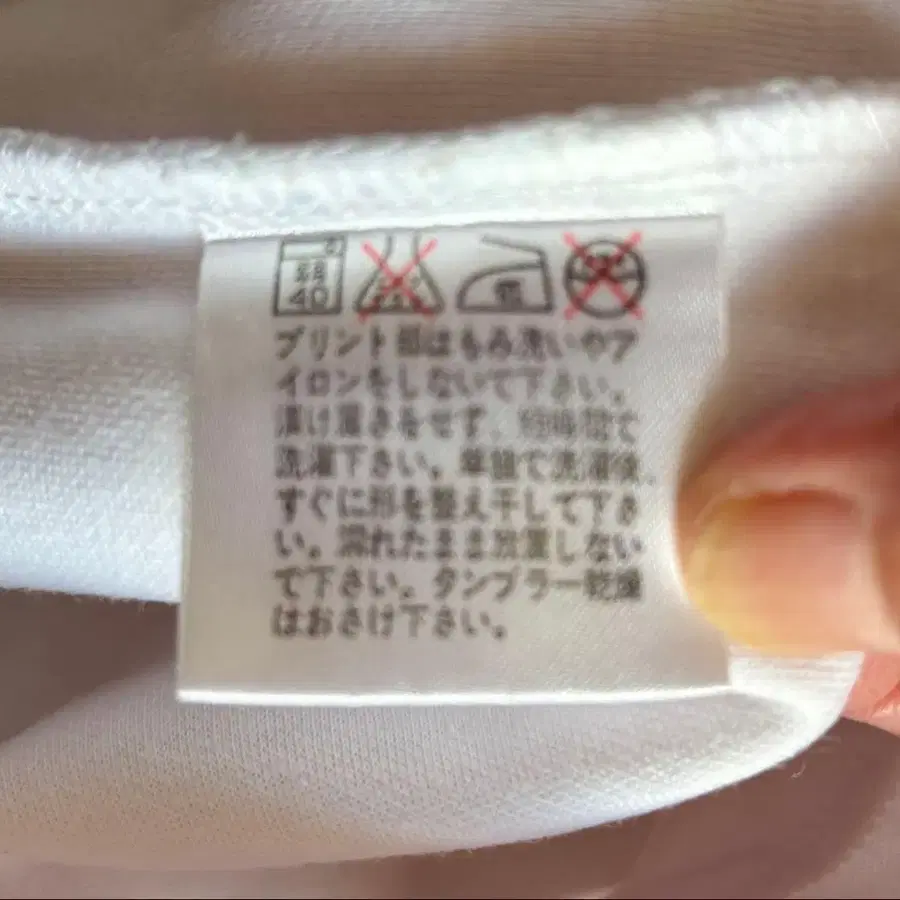 40
プリント部はもみ洗いやア
イロンをしないで下さい。
漬け置きをせず、短時間で
洗濯下さい。単独で洗濯後、
すぐに形を整え干して下さ
い。濡れたまま放置しない
で下さい。タンブラー乾燥
はおさけ下さい。